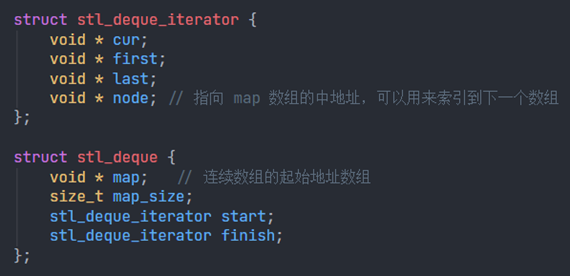 struct stl_deque_iterator {
    void * cur;
    void * first;
    void * last;
    void * node; // 指向 map 数组的中地址，可以用来索引到下一个数组
};
struct stl_deque {
    void * map;   // 连续数组的起始地址数组
    size_t map_size;
    stl_deque_iterator start;
    stl_deque_iterator finish;
};